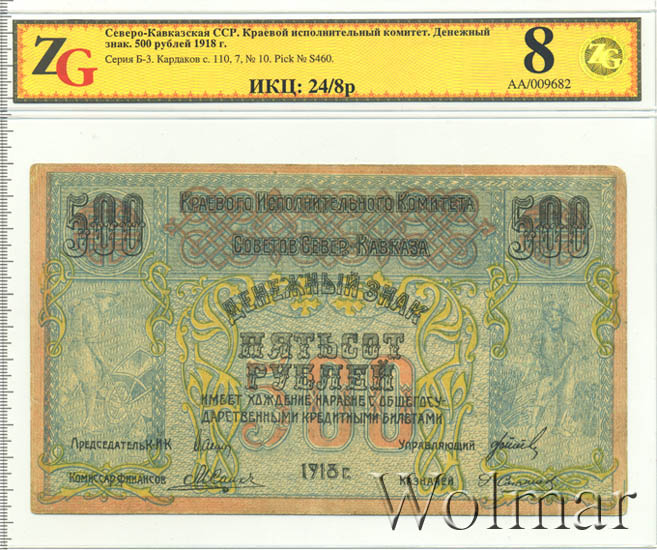 ZG
Северо-Кавказская ССР. Краевой исполнительный комитет. Денежный
знак. 500 рублей 1918 г.
Серия Б-3. Кардаков с. 110, 7, № 10. Pick № S460.
ИКЦ: 24/8р
8
ZG
АА/009682
500
Краевого Исполнительного Комитета
Советов Север. Кавказа
500
Денежный знак
500
Пятьсот
рублей
имеет хождение наравне с общегосу-
дарственными кредитными билетами
Председатель К.И.К
Управляющий
Комиссар финансов
1918 г.
Казначей
Wolmar